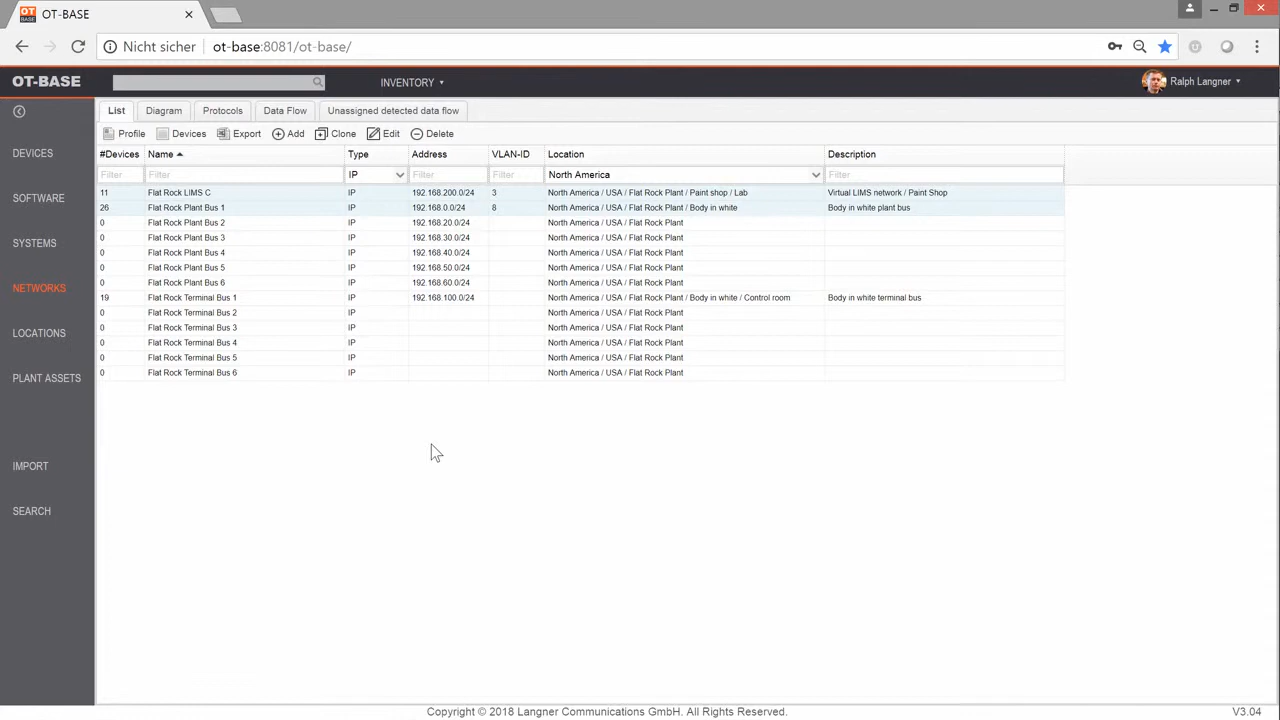 OT BASE OT-BASE
Nicht sicher ot-base:8081/ot-base/
OT-BASE INVENTORY Ralph Langner
List Diagram Protocols Data Flow Unassigned detected data flow
Profile Devices Export Add Clone Edit Delete
#Devices Name Type Address VLAN-ID Location Description
Filter Filter IP Filter Filter North America Filter
11 Flat Rock LIMS C IP 192.168.200.0/24 3 North America / USA / Flat Rock Plant / Paint shop / Lab Virtual LIMS network / Paint Shop
26 Flat Rock Plant Bus 1 IP 192.168.0.0/24 8 North America / USA / Flat Rock Plant / Body in white Body in white plant bus
0 Flat Rock Plant Bus 2 IP 192.168.20.0/24 North America / USA / Flat Rock Plant
0 Flat Rock Plant Bus 3 IP 192.168.30.0/24 North America / USA / Flat Rock Plant
0 Flat Rock Plant Bus 4 IP 192.168.40.0/24 North America / USA / Flat Rock Plant
0 Flat Rock Plant Bus 5 IP 192.168.50.0/24 North America / USA / Flat Rock Plant
0 Flat Rock Plant Bus 6 IP 192.168.60.0/24 North America / USA / Flat Rock Plant
19 Flat Rock Terminal Bus 1 IP 192.168.100.0/24 North America / USA / Flat Rock Plant / Body in white / Control room Body in white terminal bus
0 Flat Rock Terminal Bus 2 IP North America / USA / Flat Rock Plant
0 Flat Rock Terminal Bus 3 IP North America / USA / Flat Rock Plant
0 Flat Rock Terminal Bus 4 IP North America / USA / Flat Rock Plant
0 Flat Rock Terminal Bus 5 IP North America / USA / Flat Rock Plant
0 Flat Rock Terminal Bus 6 IP North America / USA / Flat Rock Plant
DEVICES
SOFTWARE
SYSTEMS
NETWORKS
LOCATIONS
PLANT ASSETS
IMPORT
SEARCH
Copyright © 2018 Langner Communications GmbH. All Rights Reserved. V3.04